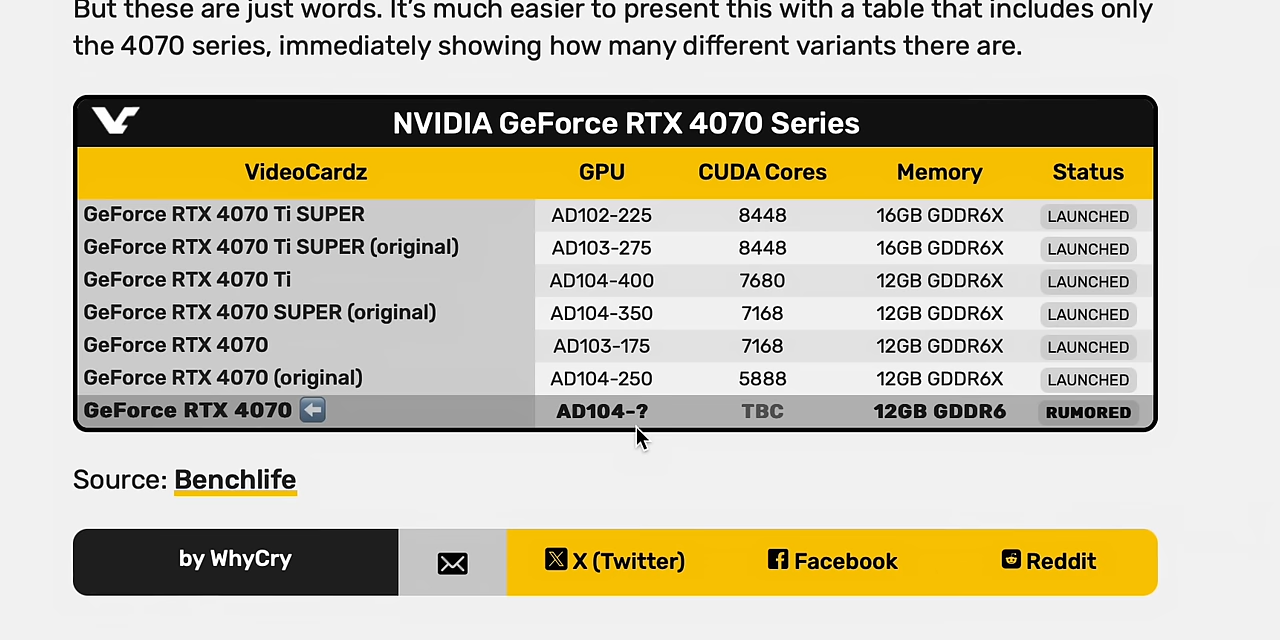 But these are just words. It’s much easier to present this with a table that includes only
the 4070 series, immediately showing how many different variants there are.
NVIDIA GeForce RTX 4070 Series
VideoCardz GPU CUDA Cores Memory Status
GeForce RTX 4070 Ti SUPER AD102-225 8448 16GB GDDR6X LAUNCHED
GeForce RTX 4070 Ti SUPER (original) AD103-275 8448 16GB GDDR6X LAUNCHED
GeForce RTX 4070 Ti AD104-400 7680 12GB GDDR6X LAUNCHED
GeForce RTX 4070 SUPER (original) AD104-350 7168 12GB GDDR6X LAUNCHED
GeForce RTX 4070 AD103-175 7168 12GB GDDR6X LAUNCHED
GeForce RTX 4070 (original) AD104-250 5888 12GB GDDR6X LAUNCHED
GeForce RTX 4070 AD104-? TBC 12GB GDDR6 RUMORED
Source: Benchlife
by WhyCry X (Twitter) Facebook Reddit